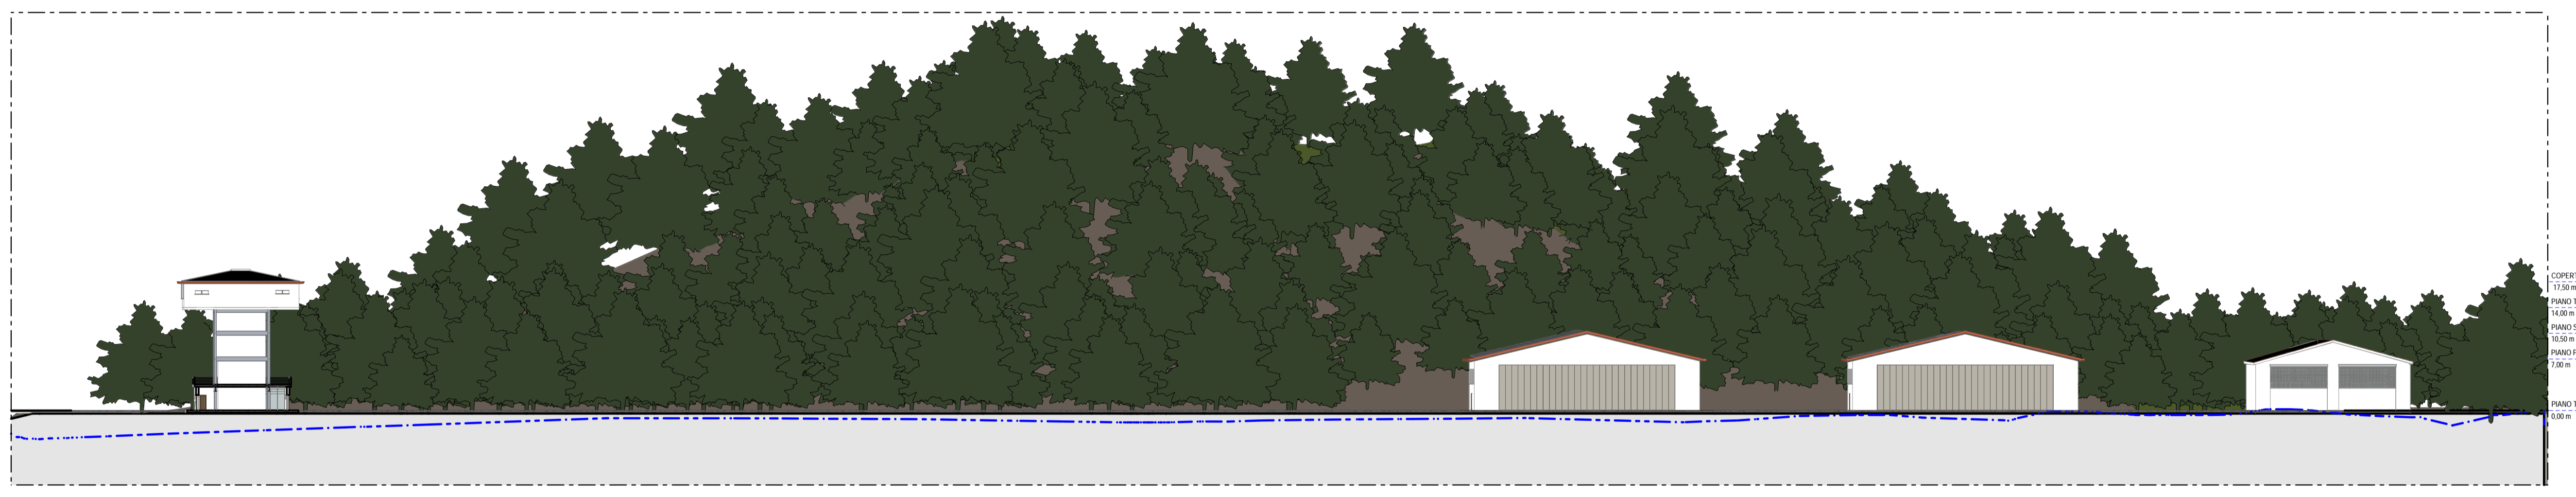 COPERT
17,50 m
PIANO T
14,00 m
PIANO S
10,50 m
PIANO P
7,00 m
PIANO T
0,00 m